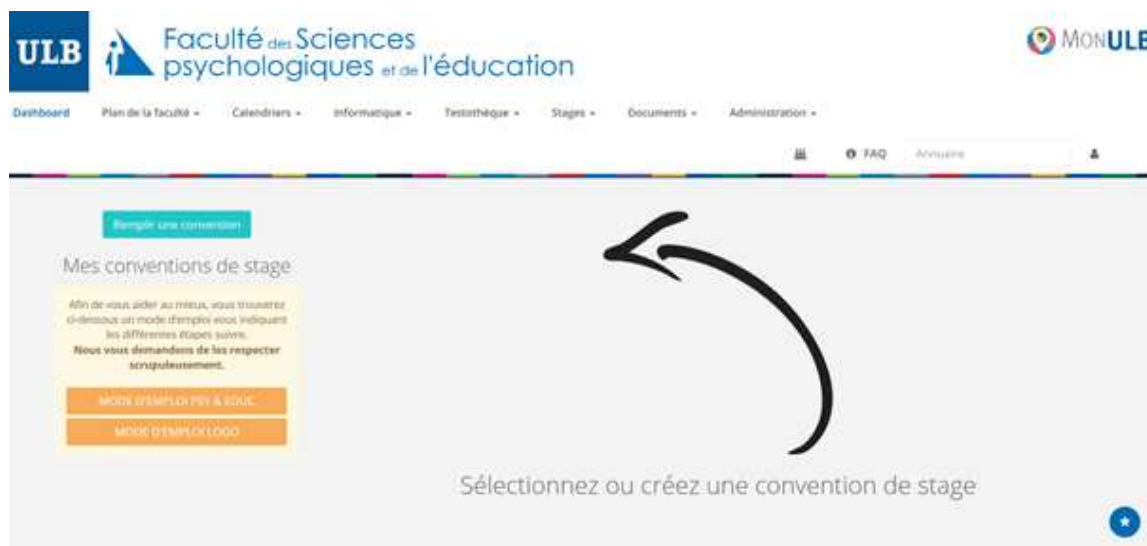 ULB
Faculté des Sciences
psychologiques et de l'éducation
MONULB
Dashboard Plan de la faculté Calendriers Informatique Testothèque Stages Documents Administration
FAQ Annuaire
Remplir une convention
Mes conventions de stage
Afin de vous aider au mieux, vous trouverez
ci-dessous un mode d'emploi vous indiquant
les différentes étapes suivre.
Nous vous demandons de les respecter
scrupuleusement.
MODE D'EMPLOI PSY & EDUC
MODE D'EMPLOI LOGO
Sélectionnez ou créez une convention de stage